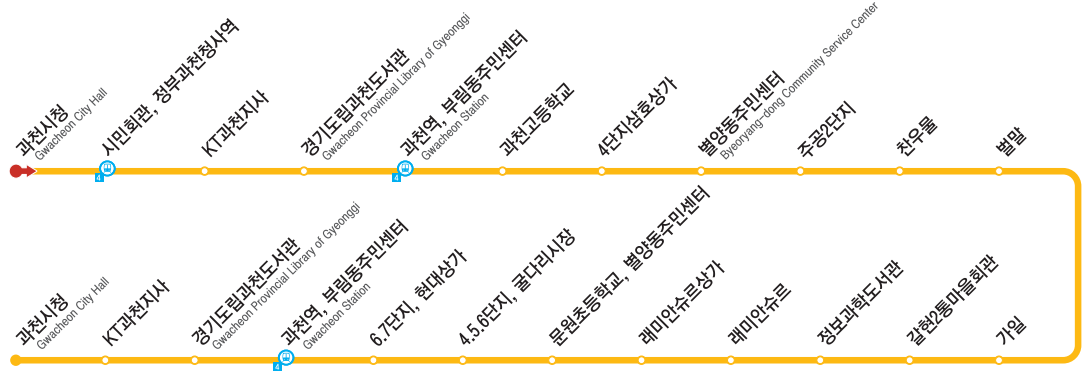 과천시청
Gwacheon City Hall
시민회관, 정부과천청사역
KT과천지사
경기도립과천도서관
Gwacheon Provincial Library of Gyeonggi
과천역, 부림동주민센터
Gwacheon Station
과천고등학교
4단지삼호상가
별양동주민센터
Byeoryang-dong Community Service Center
주공2단지
찬우물
벌말
4
4
과천시청
Gwacheon City Hall
KT과천지사
경기도립과천도서관
Gwacheon Provincial Library of Gyeonggi
과천역, 부림동주민센터
Gwacheon Station
6.7단지, 현대상가
4.5.6단지, 굴다리시장
문원초등학교, 별양동주민센터
래미안슈르상가
래미안슈르
정보과학도서관
갈현2통마을회관
가일
4